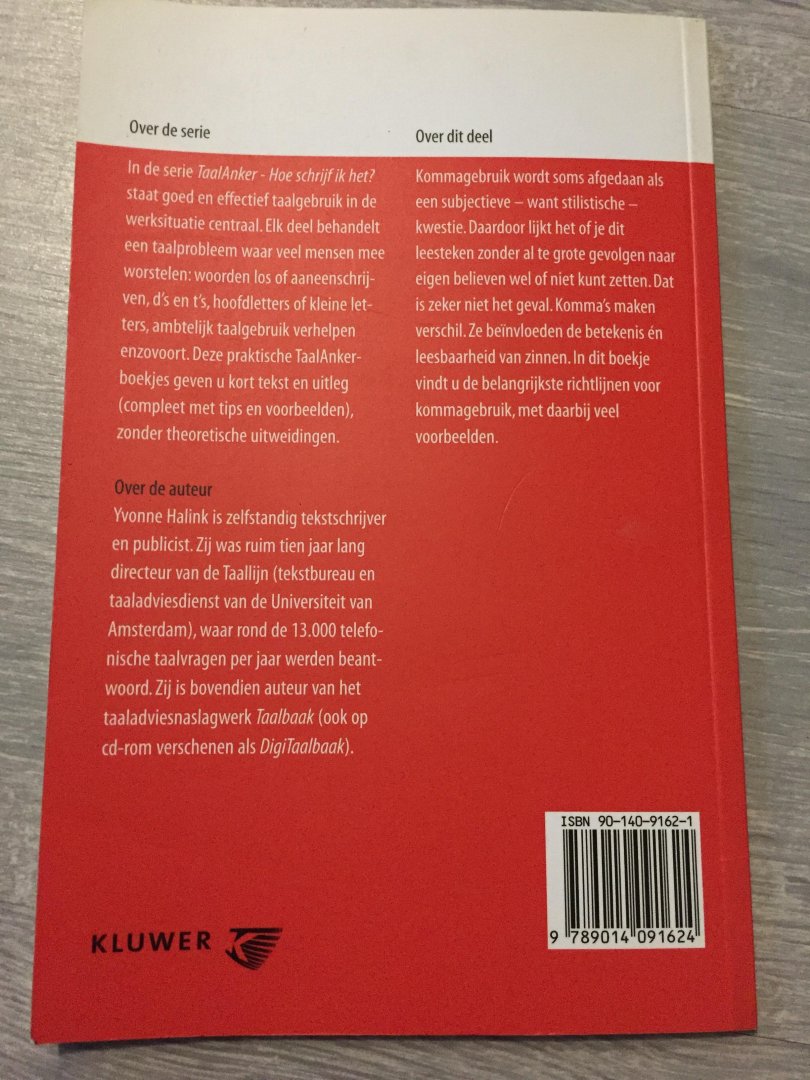 Over de serie
In de serie TaalAnker - Hoe schrijf ik het?
staat goed en effectief taalgebruik in de
werksituatie centraal. Elk deel behandelt
een taalprobleem waar veel mensen mee
worstelen: woorden los of aaneenschrij-
ven, d's en t's, hoofdletters of kleine let-
ters, ambtelijk taalgebruik verhelpen
enzovoort. Deze praktische TaalAnker-
boekjes geven u kort tekst en uitleg
(compleet met tips en voorbeelden),
zonder theoretische uitweidingen.
Over de auteur
Yvonne Halink is zelfstandig tekstschrijver
en publicist. Zij was ruim tien jaar lang
directeur van de Taallijn (tekstbureau en
taaladviesdienst van de Universiteit van
Amsterdam), waar rond de 13.000 telefo-
nische taalvragen per jaar werden beant-
woord. Zij is bovendien auteur van het
taaladviesnaslagwerk Taalbaak (ook op
cd-rom verschenen als DigiTaalbaak).
Over dit deel
Kommagebruik wordt soms afgedaan als
een subjectieve – want stilistische –
kwestie. Daardoor lijkt het of je dit
leesteken zonder al te grote gevolgen naar
eigen believen wel of niet kunt zetten. Dat
is zeker niet het geval. Komma's maken
verschil. Ze beïnvloeden de betekenis én
leesbaarheid van zinnen. In dit boekje
vindt u de belangrijkste richtlijnen voor
kommagebruik, met daarbij veel
voorbeelden.
ISBN 90-140-9162-1
9 789014 091624
KLUWER